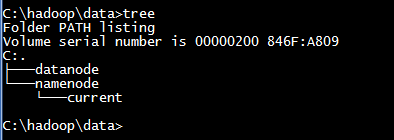 C:\hadoop\data>tree
Folder PATH listing
Volume serial number is 00000200 846F:A809
C:.
├───datanode
└───namenode
    └───current
C:\hadoop\data>